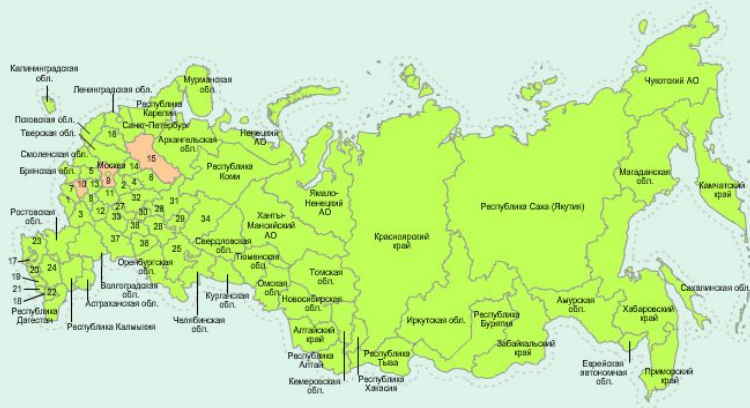 Калининградская
обл.
Ленинградская обл.
Мурманская
обл.
Республика
Карелия
Псковская обл.
Санкт-Петербург
Тверская обл.
16
Архангельская
обл.
Ненецкий
АО
Смоленская обл.
Москва
14
15
Брянская обл.
5
9
6
7
10
13
2
4
Республика
Коми
1
8
11
3
12
27
32
30
28
31
33
38
28
29
34
37
36
25
Ростовская
обл.
23
17
20
24
19
21
18
22
Республика
Дагестан
Республика Калмыкия
Астраханская обл.
Волгоградская
обл.
Оренбургская
обл.
Челябинская
обл.
Курганская
обл.
Свердловская
обл.
Тюменская
обл.
Ханты-
Мансийский
АО
Ямало-
Ненецкий
АО
Омская
обл.
Томская
обл.
Новосибирская
обл.
Алтайский
край
Республика
Алтай
Кемеровская
обл.
Республика
Хакасия
Республика
Тыва
Красноярский
край
Иркутская обл.
Республика
Бурятия
Забайкальский
край
Республика Саха (Якутия)
Амурская
обл.
Еврейская
автономная
обл.
Хабаровский
край
Приморский
край
Сахалинская обл.
Магаданская
обл.
Камчатский
край
Чукотский АО